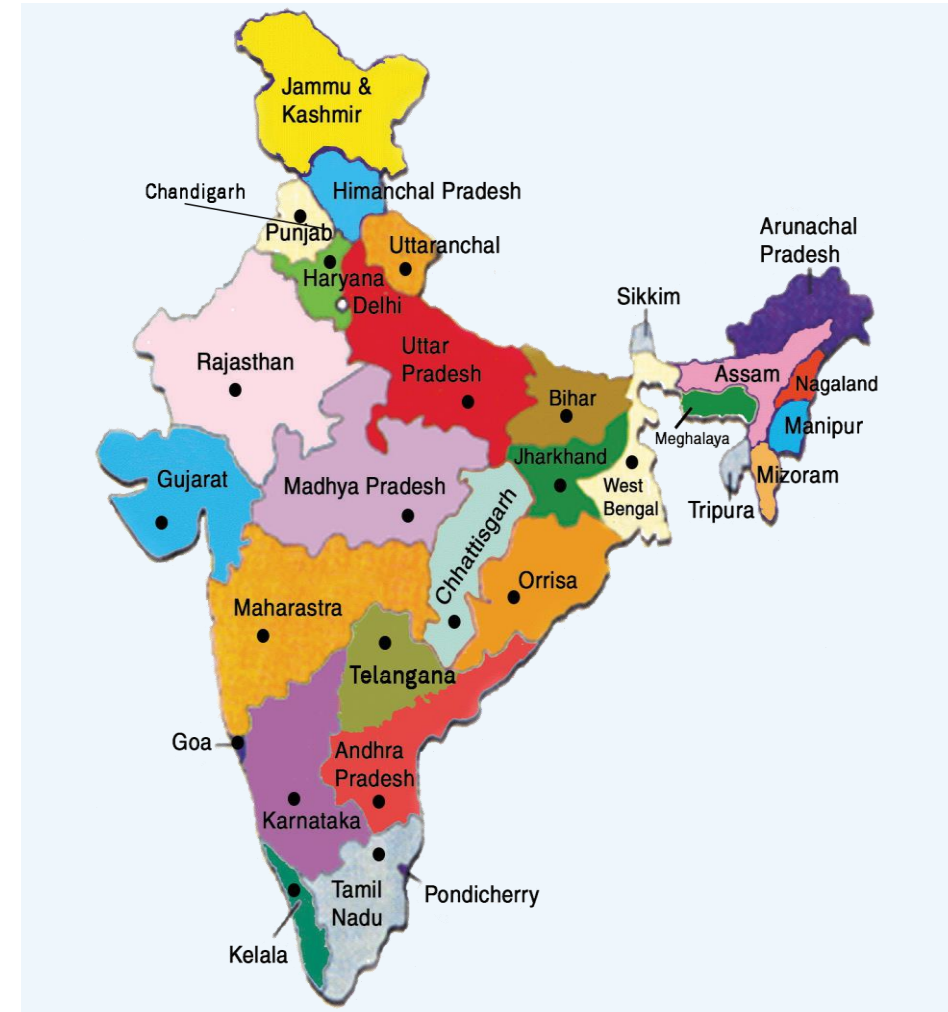 Jammu &
Kashmir
Chandigarh
Himanchal Pradesh
Punjab
Uttaranchal
Arunachal
Pradesh
Haryana
Delhi
Sikkim
Rajasthan
Uttar
Pradesh
Assam
Nagaland
Bihar
Manipur
Meghalaya
Jharkhand
Gujarat
Madhya Pradesh
West
Bengal
Mizoram
Tripura
Chhattisgarh
Orrisa
Maharastra
Telangana
Goa
Andhra
Pradesh
Karnataka
Tamil
Nadu
Pondicherry
Kelala